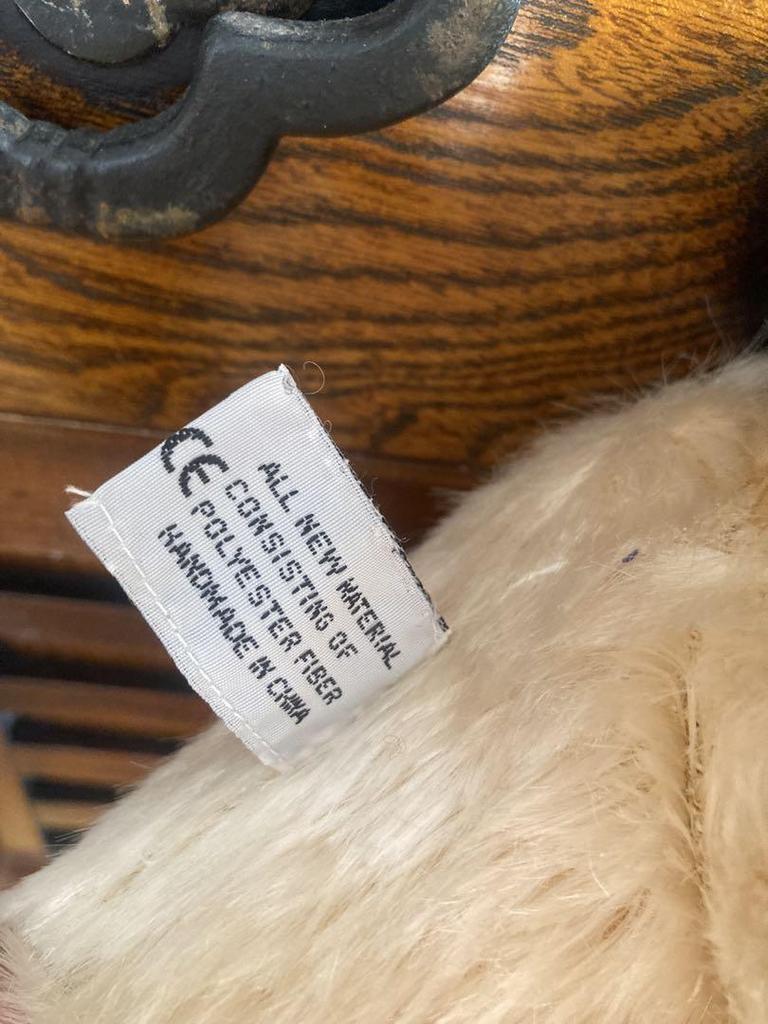 CE
ALL NEW MATERIAL
CONSISTING OF
POLYESTER FIBER
HANDMADE IN CHINA